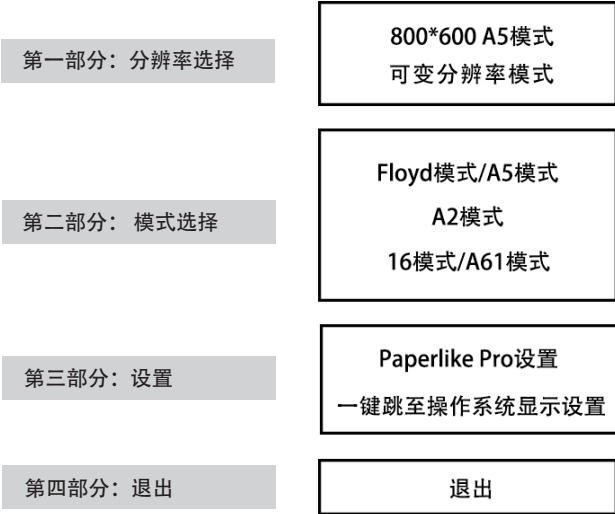 第一部分：分辨率选择
800*600 A5模式
可变分辨率模式
第二部分： 模式选择
Floyd模式/A5模式
A2模式
16模式/A61模式
第三部分：设置
Paperlike Pro设置
一键跳至操作系统显示设置
第四部分：退出
退出